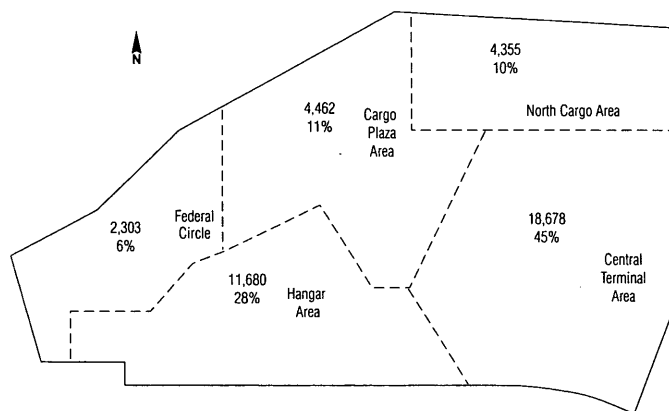 N
4,355
10%
North Cargo Area
4,462
11%
Cargo
Plaza
Area
2,303
6%
Federal
Circle
18,678
45%
Central
Terminal
Area
11,680
28%
Hangar
Area